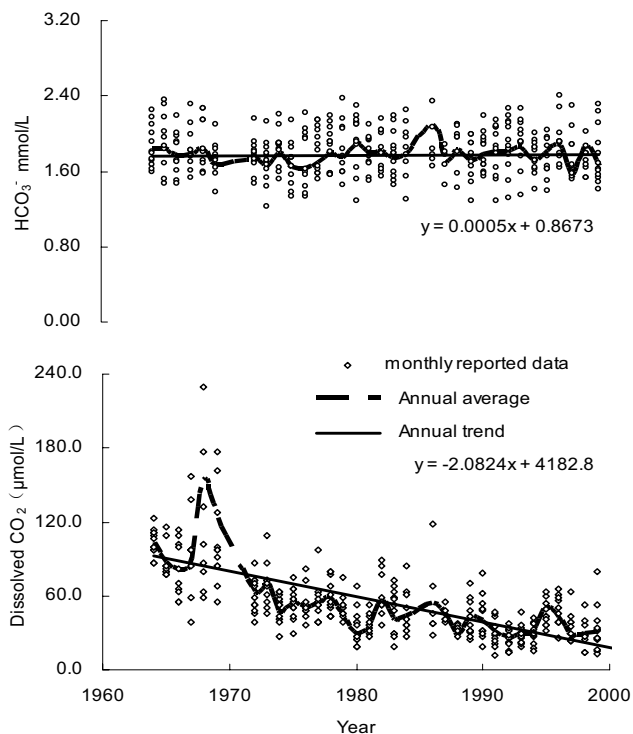 3.20
2.40
1.60
0.80
0.00
HCO₃⁻ mmol/L
y = 0.0005x + 0.8673
240.0
180.0
120.0
60.0
0.0
Dissolved CO₂ (μmol/L)
monthly reported data
Annual average
Annual trend
y = -2.0824x + 4182.8
1960 1970 1980 1990 2000
Year